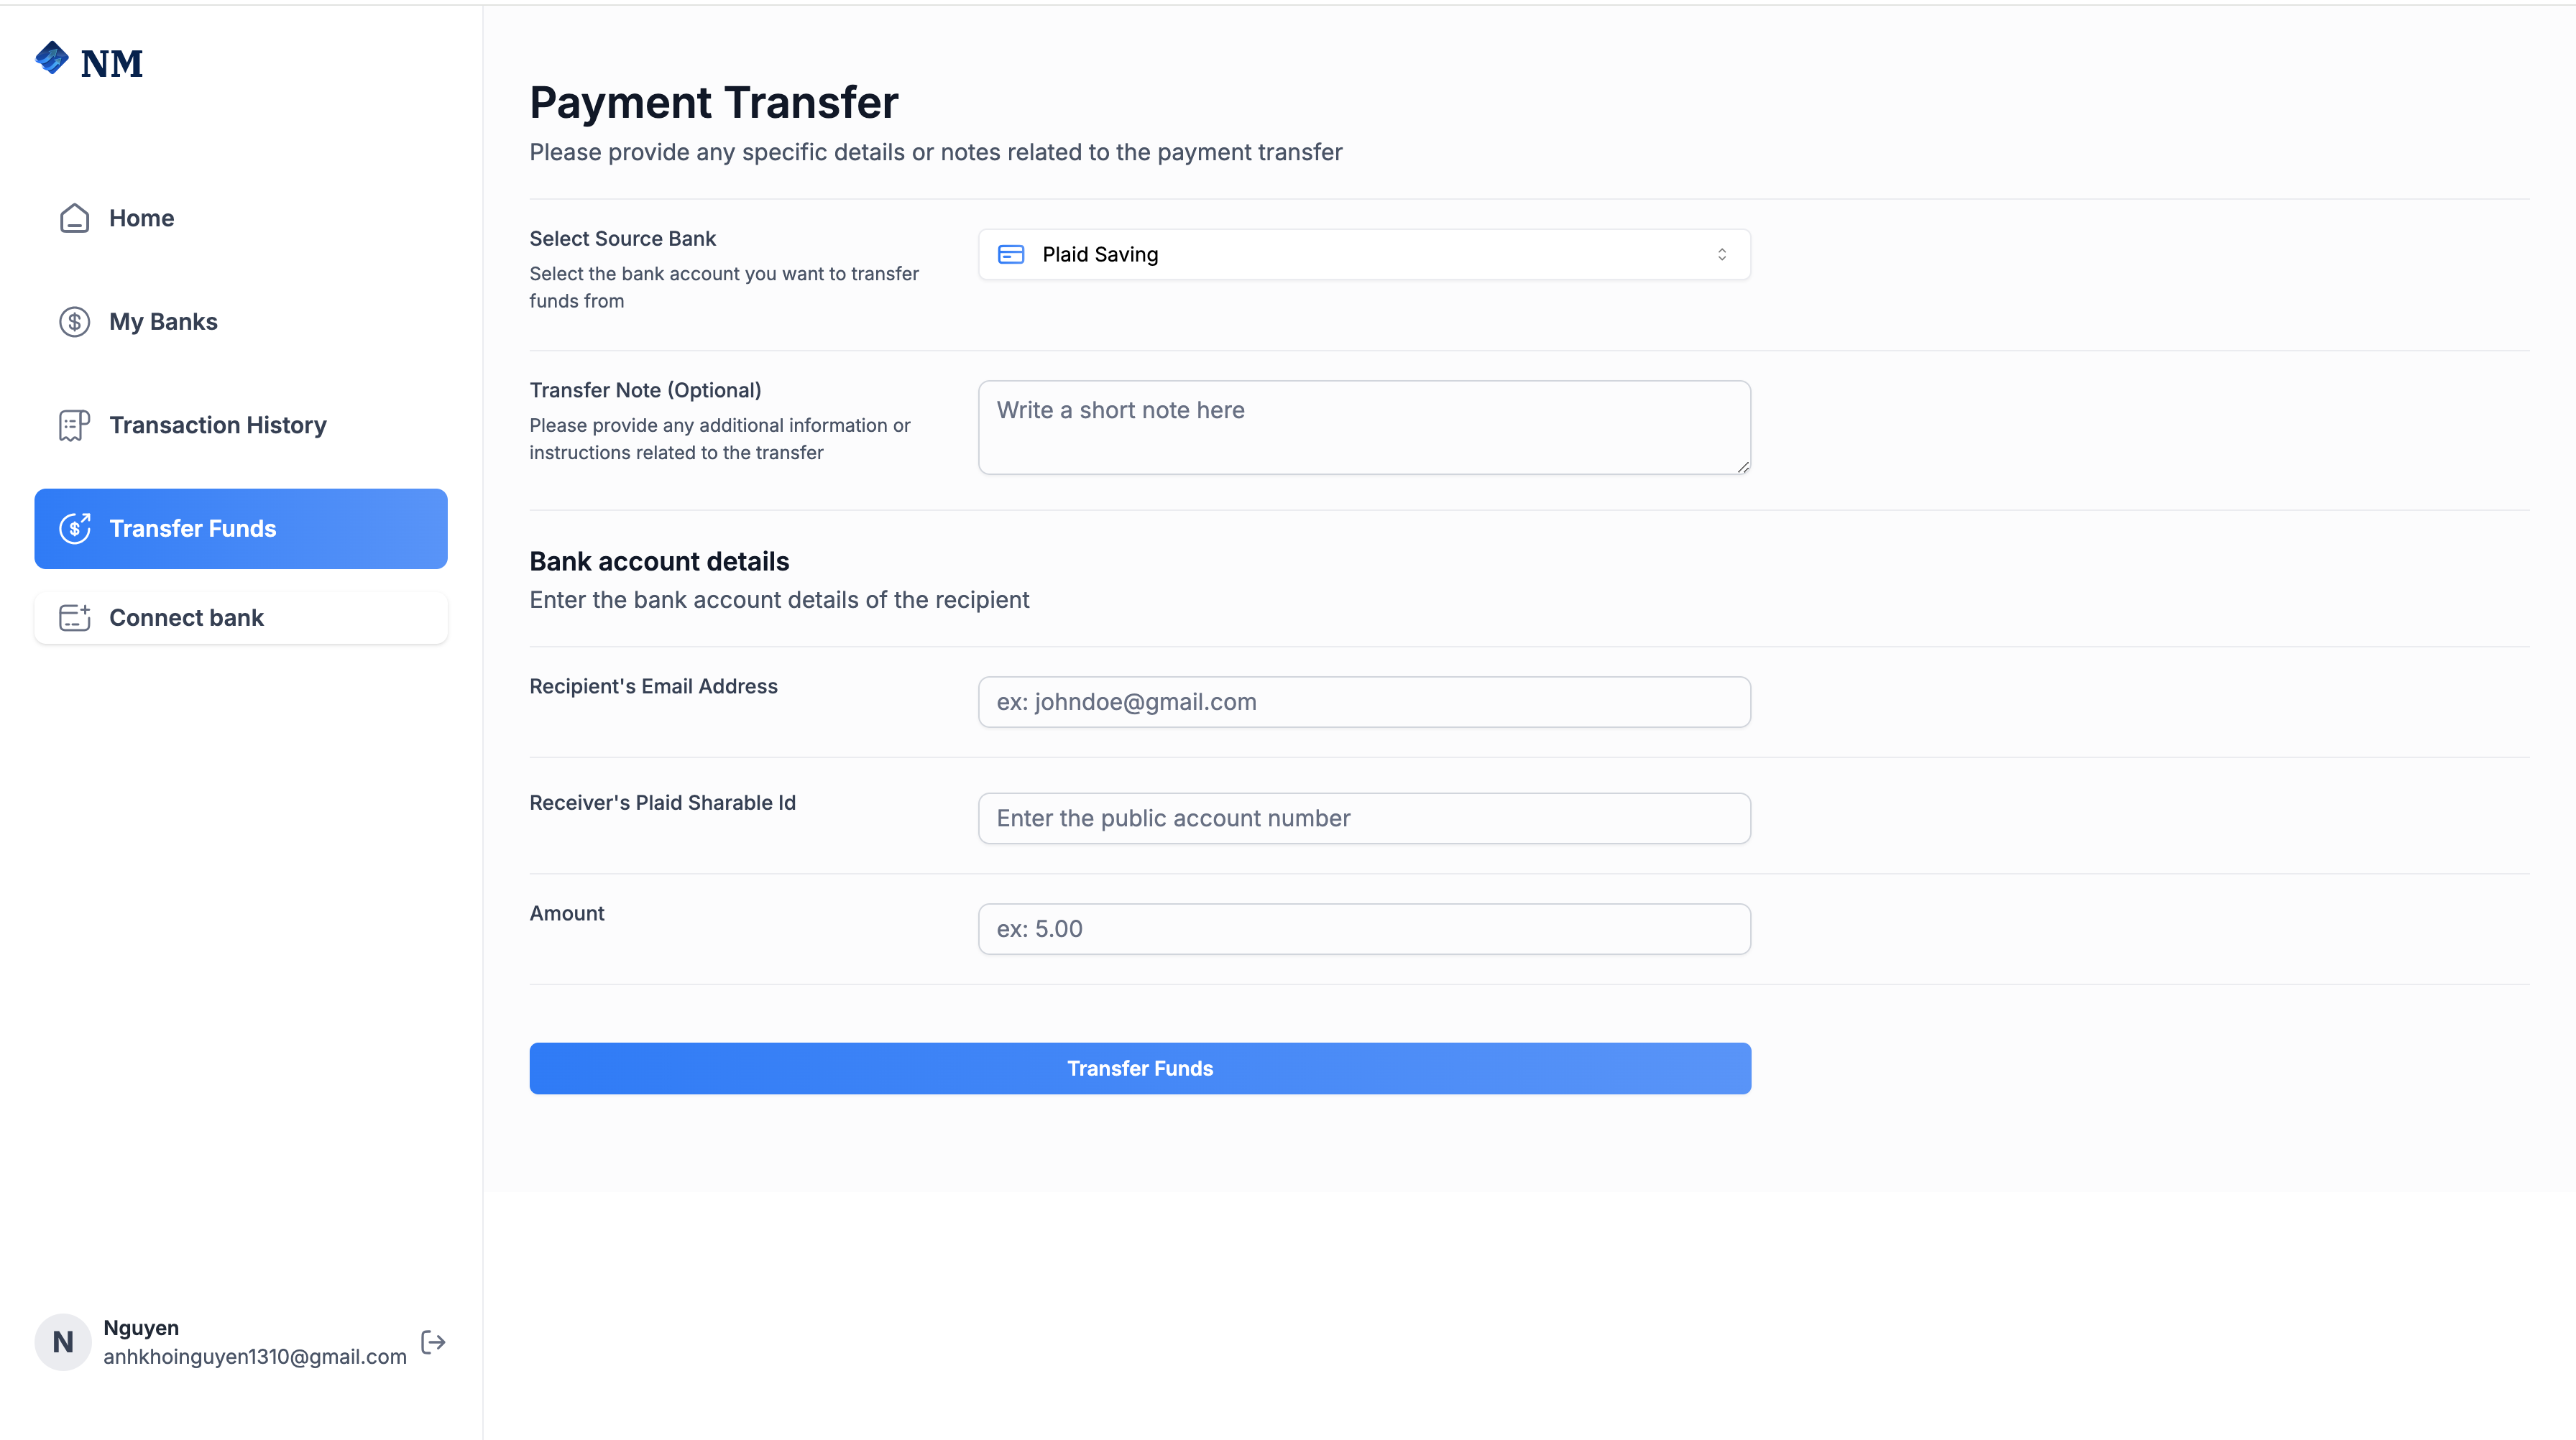 NM
Home
My Banks
Transaction History
Transfer Funds
Connect bank
N
Nguyen
anhkhoinguyen1310@gmail.com
Payment Transfer
Please provide any specific details or notes related to the payment transfer
Select Source Bank
Select the bank account you want to transfer
funds from
Plaid Saving
Transfer Note (Optional)
Please provide any additional information or
instructions related to the transfer
Write a short note here
Bank account details
Enter the bank account details of the recipient
Recipient's Email Address
ex: johndoe@gmail.com
Receiver's Plaid Sharable Id
Enter the public account number
Amount
ex: 5.00
Transfer Funds